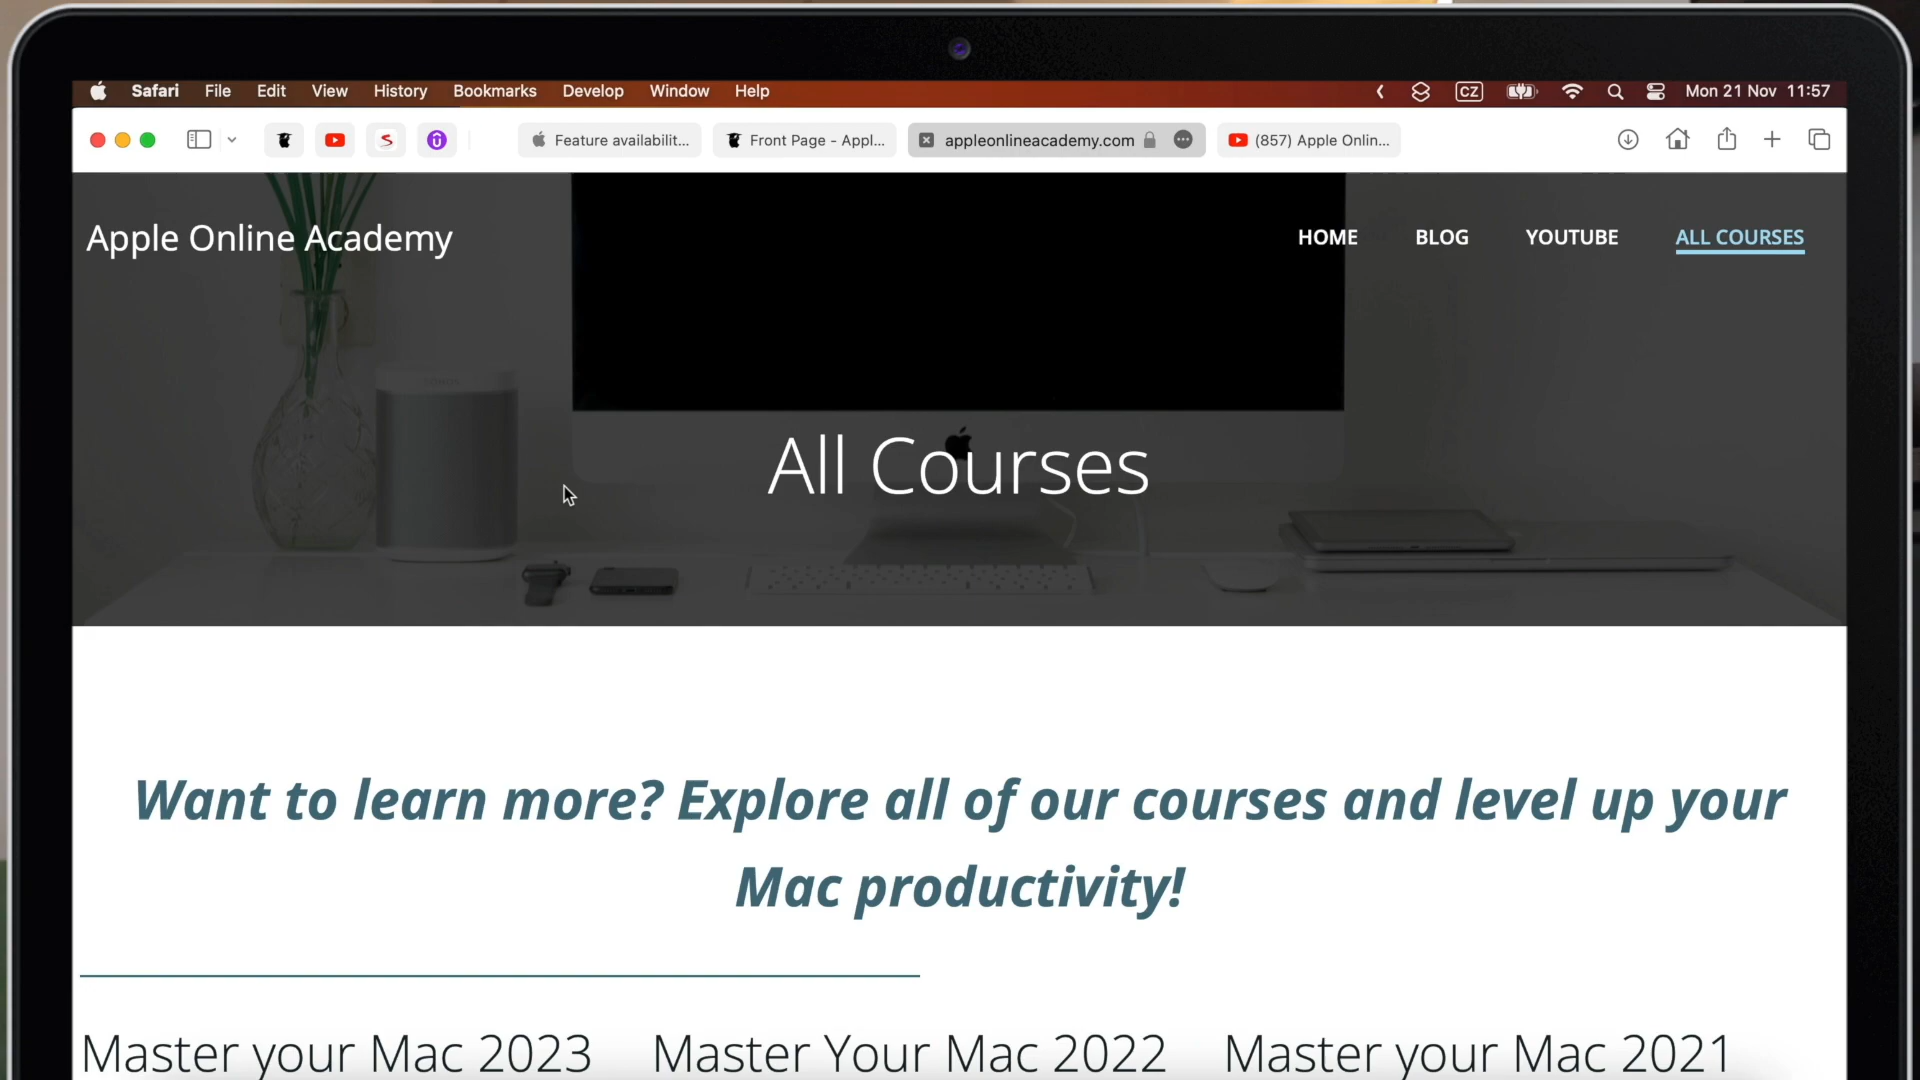 Safari File Edit View History Bookmarks Develop Window Help CZ Mon 21 Nov 11:57
Feature availabilit... Front Page - Appl... appleonlineacademy.com (857) Apple Onlin...
Apple Online Academy HOME BLOG YOUTUBE ALL COURSES
All Courses
Want to learn more? Explore all of our courses and level up your
Mac productivity!
Master your Mac 2023 Master Your Mac 2022 Master your Mac 2021